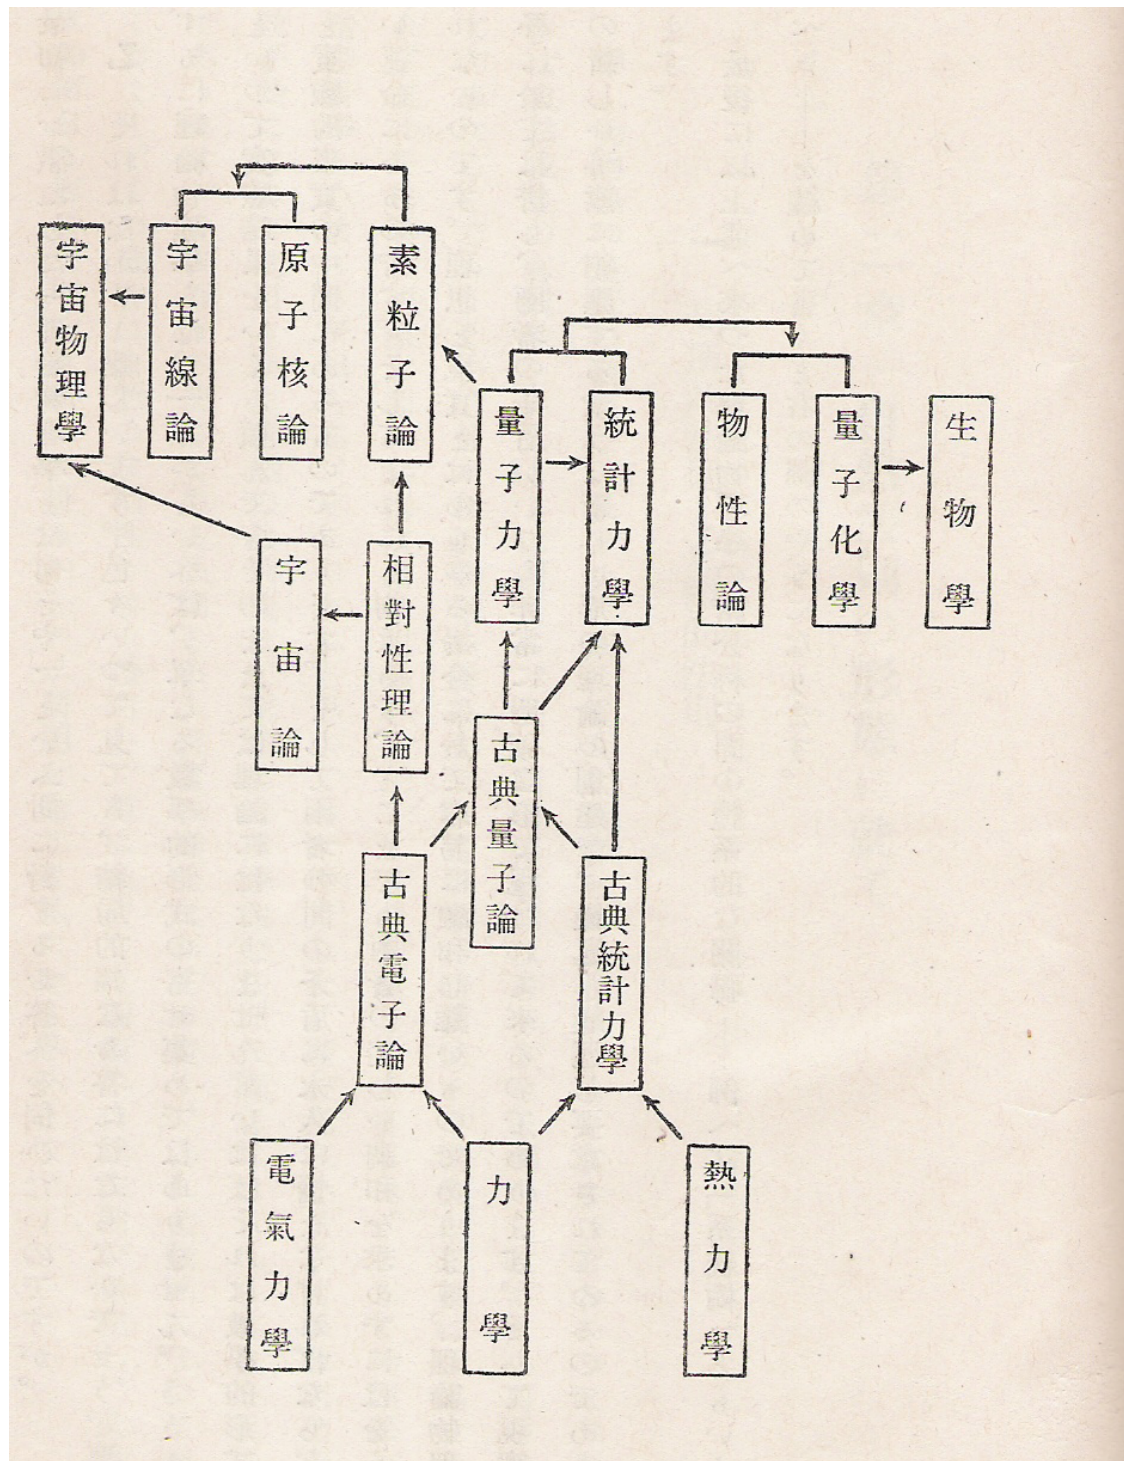 生物學
量子化學
物性論
統計力學
量子力學
素粒子論
原子核論
宇宙線論
宇宙物理學
相對性理論
宇宙論
古典量子論
古典統計力學
古典電子論
熱力學
力學
電氣力學